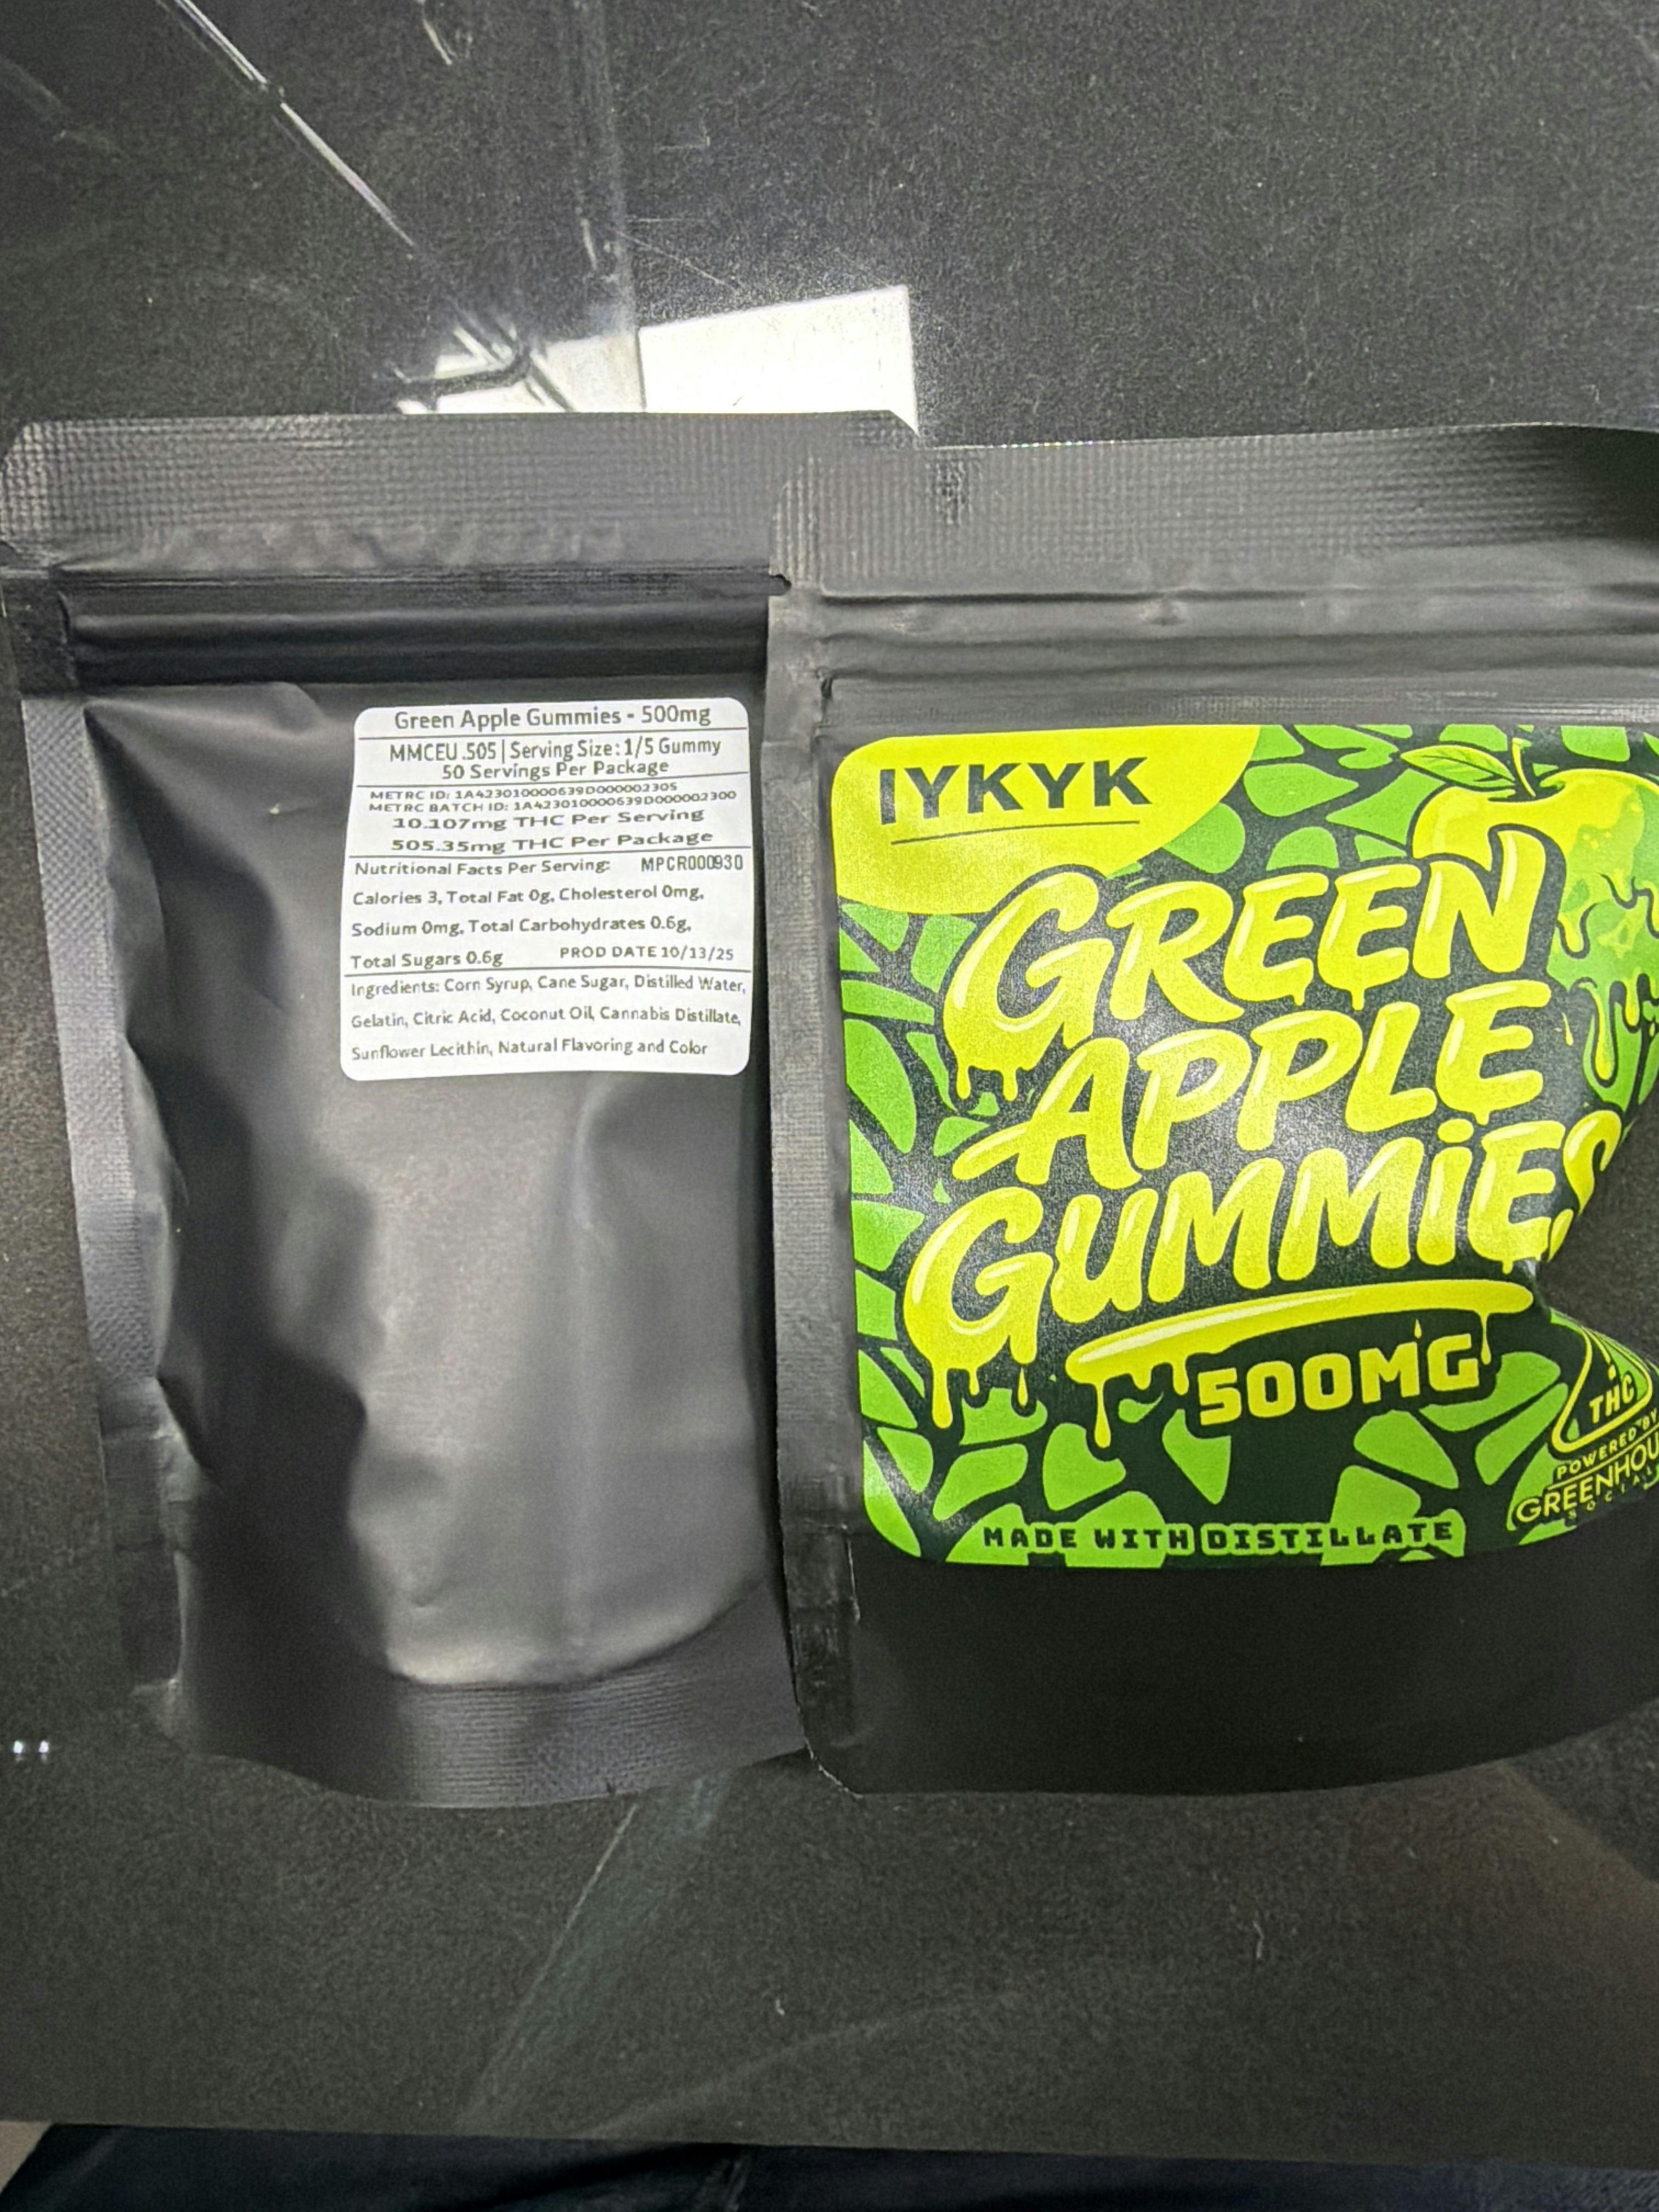 Green Apple Gummies - 500mg
MMCEU .505 | Serving Size: 1/5 Gummy
50 Servings Per Package
METRC ID: 1A423010000639D000002305
METRC BATCH ID: 1A423010000639D000002300
10.107mg THC Per Serving
505.35mg THC Per Package
Nutritional Facts Per Serving: MPCR000930
Calories 3, Total Fat 0g, Cholesterol 0mg,
Sodium 0mg, Total Carbohydrates 0.6g,
Total Sugars 0.6g PROD DATE 10/13/25
Ingredients: Corn Syrup, Cane Sugar, Distilled Water,
Gelatin, Citric Acid, Coconut Oil, Cannabis Distillate,
Sunflower Lecithin, Natural Flavoring and Color
IYKYK
GREEN
APPLE
GUMMiES
500MG
THC
POWERED BY
GREENHOU
MADE WITH DISTILLATE